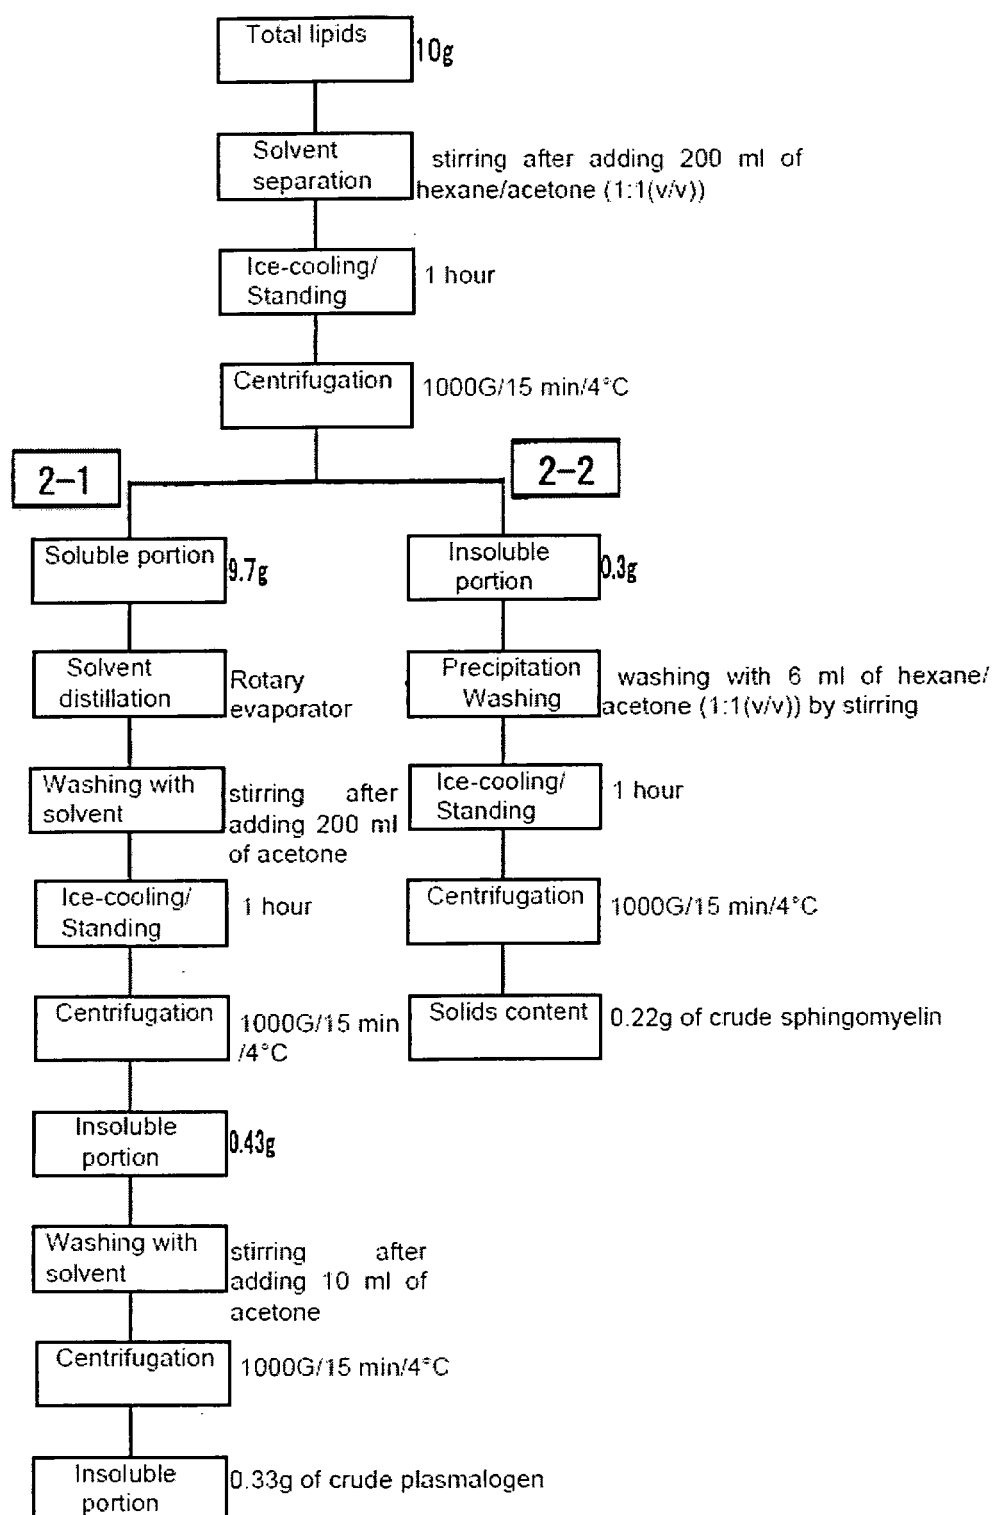 Total lipids
10g
Solvent
separation
stirring after adding 200 ml of
hexane/acetone (1:1(v/v))
Ice-cooling/
Standing
1 hour
Centrifugation
1000G/15 min/4°C
2-1
2-2
Soluble portion
9.7g
Insoluble
portion
0.3g
Solvent
distillation
Rotary
evaporator
Precipitation
Washing
washing with 6 ml of hexane/
acetone (1:1(v/v)) by stirring
Washing with
solvent
stirring after
adding 200 ml
of acetone
Ice-cooling/
Standing
1 hour
Ice-cooling/
Standing
1 hour
Centrifugation
1000G/15 min/4°C
Centrifugation
1000G/15 min
/4°C
Solids content
0.22g of crude sphingomyelin
Insoluble
portion
0.43g
Washing with
solvent
stirring after
adding 10 ml of
acetone
Centrifugation
1000G/15 min/4°C
Insoluble
portion
0.33g of crude plasmalogen